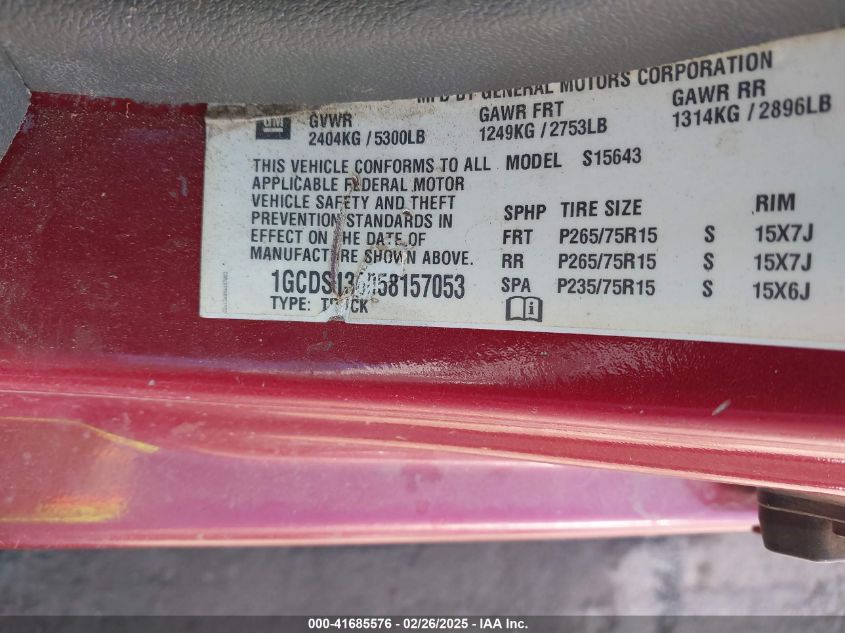 MFD BY GENERAL MOTORS CORPORATION
GM
GVWR GAWR FRT GAWR RR
2404KG / 5300LB 1249KG / 2753LB 1314KG / 2896LB
THIS VEHICLE CONFORMS TO ALL
APPLICABLE FEDERAL MOTOR
VEHICLE SAFETY AND THEFT
PREVENTION STANDARDS IN
EFFECT ON THE DATE OF
MANUFACTURE SHOWN ABOVE.
TYPE: TRUCK
MODEL S15643
SPHP TIRE SIZE RIM
FRT P265/75R15 S 15X7J
RR P265/75R15 S 15X7J
SPA P235/75R15 S 15X6J
000-41685576 - 02/26/2025 - IAA Inc.